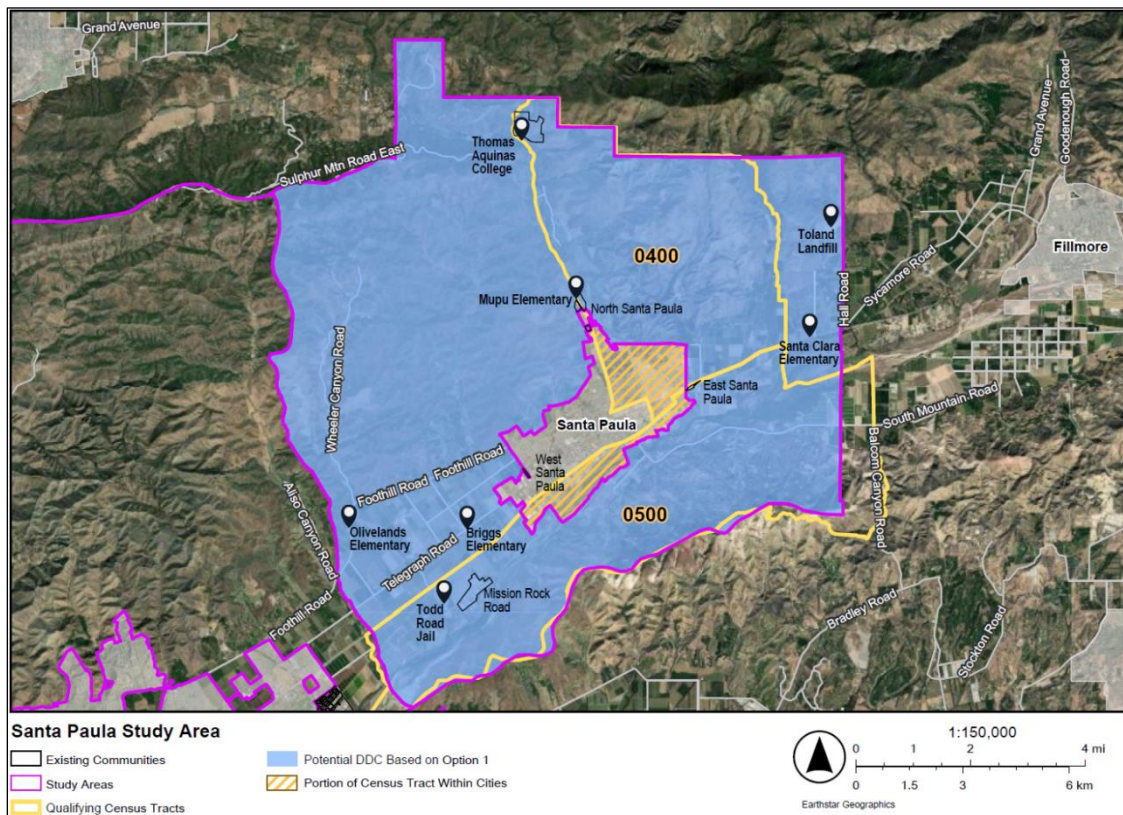 Grand Avenue
Sulphur Mtn Road East
Thomas
Aquinas
College
Grand Avenue
Goodenough Road
Toland
Landfill
Fillmore
0400
Sycamore Road
Hall Road
Mupu Elementary
North Santa Paula
Santa Clara
Elementary
Wheeler Canyon Road
East Santa
Paula
South Mountain Road
Santa Paula
Balcom Canyon Road
Foothill Road
Foothill Road
West
Santa
Paula
0500
Aliso Canyon Road
Olivelands
Elementary
Briggs
Elementary
Telegraph Road
Mission Rock
Road
Todd
Road
Jail
Foothill Road
Bradley Road
Stockton Road
Santa Paula Study Area
Existing Communities
Study Areas
Qualifying Census Tracts
Potential DDC Based on Option 1
Portion of Census Tract Within Cities
1:150,000
0 1 2 4 mi
0 1.5 3 6 km
Earthstar Geographics